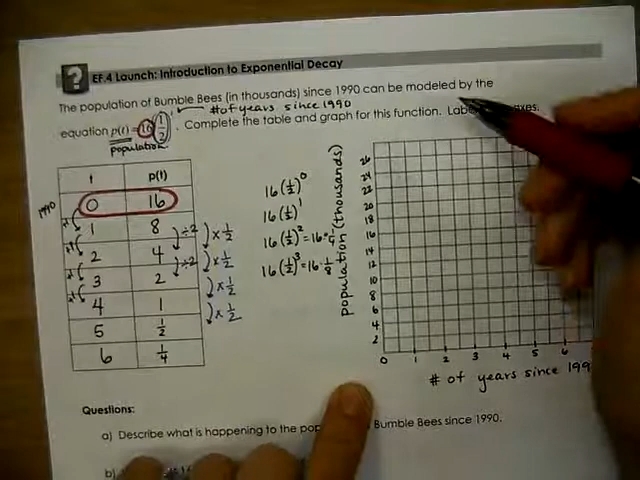 ? EF.4 Launch: Introduction to Exponential Decay
The population of Bumble Bees (in thousands) since 1990 can be modeled by the
t ← # of years since 1990
equation p(t) = 16(1/2). Complete the table and graph for this function. Label axes.
population
t p(t)
1990 0 16
1 8
2 4
3 2
4 1
5 1/2
6 1/4
+1
+1
+1
+1
÷2
÷2
× 1/2
× 1/2
× 1/2
× 1/2
16(1/2)^0
16(1/2)^1
16(1/2)^2 = 16·1/4
16(1/2)^3 = 16·1/8
population (thousands)
26
24
22
20
18
16
14
12
10
8
6
4
2
0 1 2 3 4 5 6
# of years since 199
Questions:
a) Describe what is happening to the pop Bumble Bees since 1990.
b)